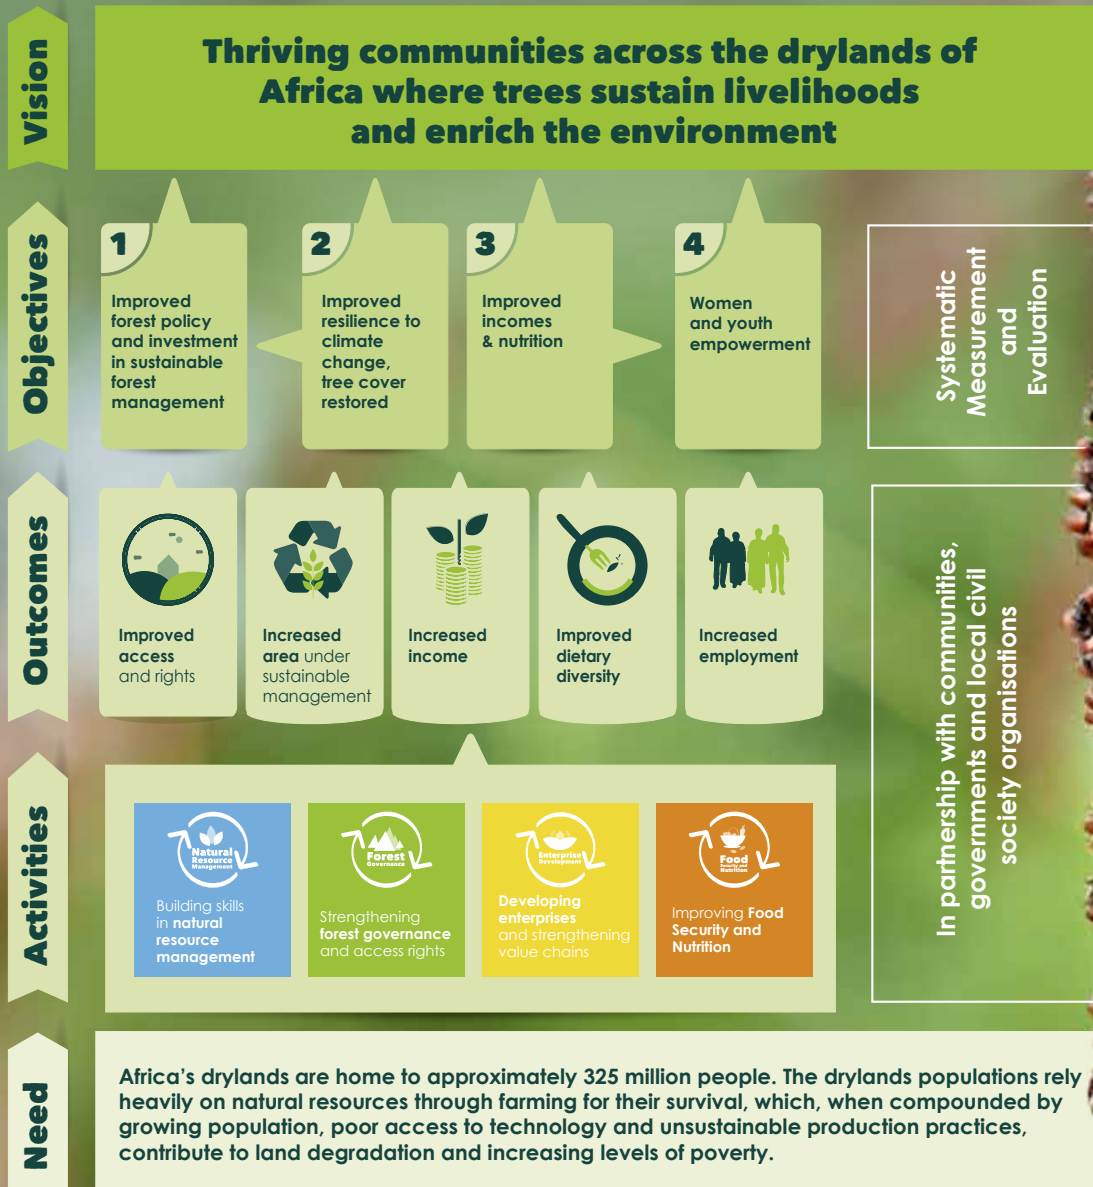 Vision
Thriving communities across the drylands of
Africa where trees sustain livelihoods
and enrich the environment
Objectives
1
Improved
forest policy
and investment
in sustainable
forest
management
2
Improved
resilience to
climate
change,
tree cover
restored
3
Improved
incomes
& nutrition
4
Women
and youth
empowerment
Systematic
Measurement
and
Evaluation
Outcomes
Improved
access
and rights
Increased
area under
sustainable
management
Increased
income
Improved
dietary
diversity
Increased
employment
In partnership with communities,
governments and local civil
society organisations
Activities
Natural
Resource
Management
Building skills
in natural
resource
management
Forest
Governance
Strengthening
forest governance
and access rights
Enterprise
Development
Developing
enterprises
and strengthening
value chains
Food
Security and
Nutrition
Improving Food
Security and
Nutrition
Need
Africa’s drylands are home to approximately 325 million people. The drylands populations rely
heavily on natural resources through farming for their survival, which, when compounded by
growing population, poor access to technology and unsustainable production practices,
contribute to land degradation and increasing levels of poverty.